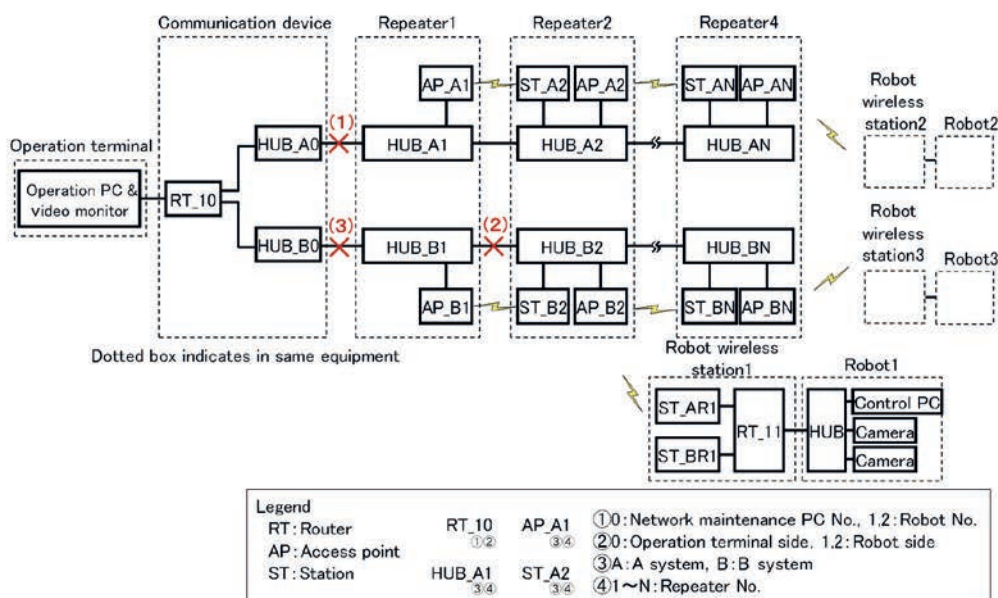 Communication device
Repeater1
Repeater2
Repeater4
AP_A1
ST_A2
AP_A2
ST_AN
AP_AN
Robot
wireless
station2
Robot2
(1)
HUB_A0
HUB_A1
HUB_A2
HUB_AN
Operation terminal
Operation PC &
video monitor
RT_10
(3)
(2)
HUB_B0
HUB_B1
HUB_B2
HUB_BN
Robot
wireless
station3
Robot3
AP_B1
ST_B2
AP_B2
ST_BN
AP_BN
Dotted box indicates in same equipment
Robot wireless
station1
Robot1
ST_AR1
ST_BR1
RT_11
HUB
Control PC
Camera
Camera
Legend
RT: Router
AP: Access point
ST: Station
RT_10
①②
AP_A1
③④
HUB_A1
③④
ST_A2
③④
①0: Network maintenance PC No., 1,2: Robot No.
②0: Operation terminal side, 1,2: Robot side
③A: A system, B: B system
④1~N: Repeater No.